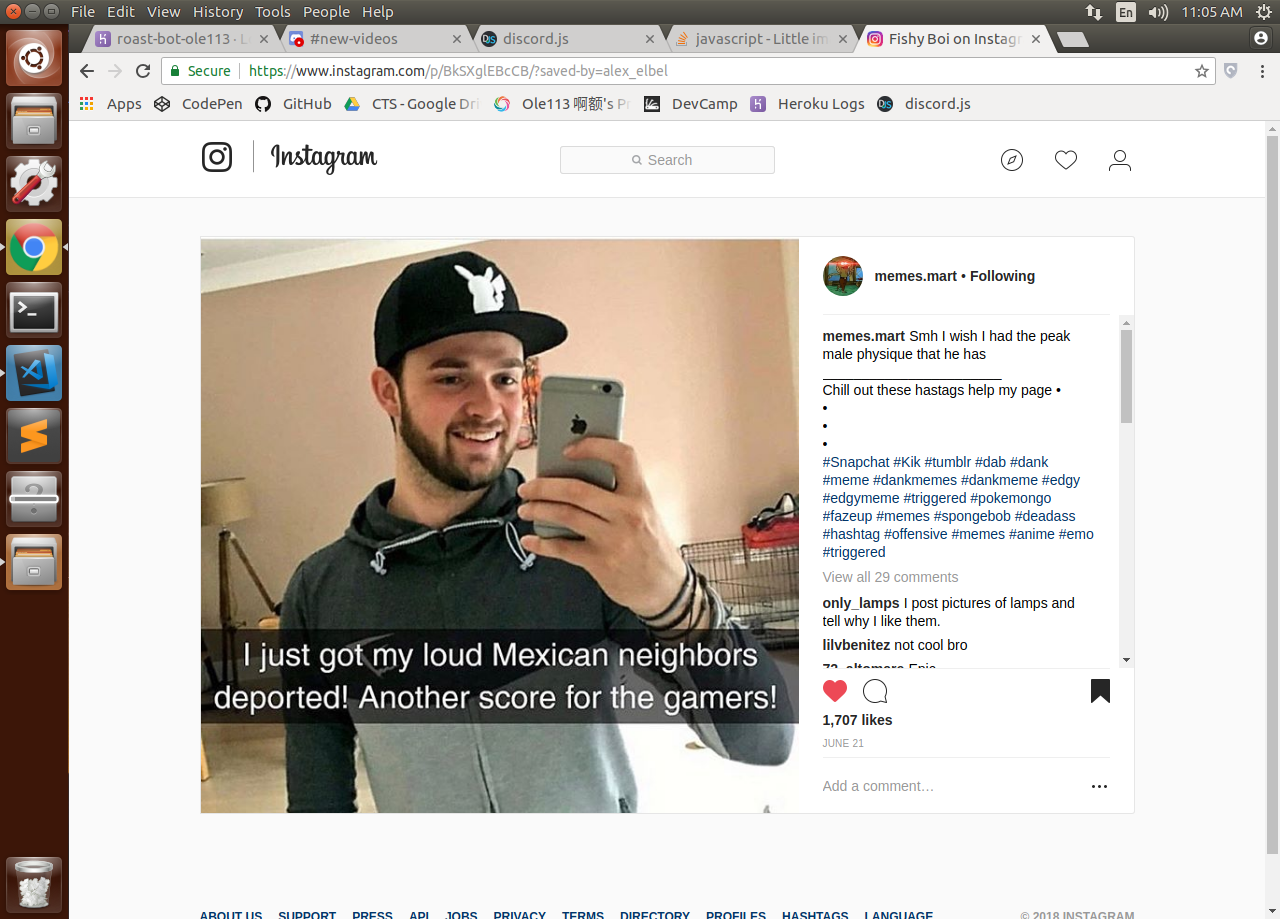 File Edit View History Tools People Help
En
11:05 AM
roast-bot-ole113 · L
#new-videos
discord.js
javascript - Little im
Fishy Boi on Instagr
Secure
https://www.instagram.com/p/BkSXglEBcCB/?saved-by=alex_elbel
Apps
CodePen
GitHub
CTS - Google Dri
Ole113 啊额's Pr
DevCamp
Heroku Logs
discord.js
Instagram
Search
memes.mart • Following
memes.mart Smh I wish I had the peak
male physique that he has
_______________________
Chill out these hastags help my page •
•
•
•
#Snapchat #Kik #tumblr #dab #dank
#meme #dankmemes #dankmeme #edgy
#edgymeme #triggered #pokemongo
#fazeup #memes #spongebob #deadass
#hashtag #offensive #memes #anime #emo
#triggered
View all 29 comments
only_lamps I post pictures of lamps and
tell why I like them.
lilvbenitez not cool bro
I just got my loud Mexican neighbors
deported! Another score for the gamers!
1,707 likes
JUNE 21
Add a comment…
ABOUT US SUPPORT PRESS API JOBS PRIVACY TERMS DIRECTORY PROFILES HASHTAGS LANGUAGE
© 2018 INSTAGRAM